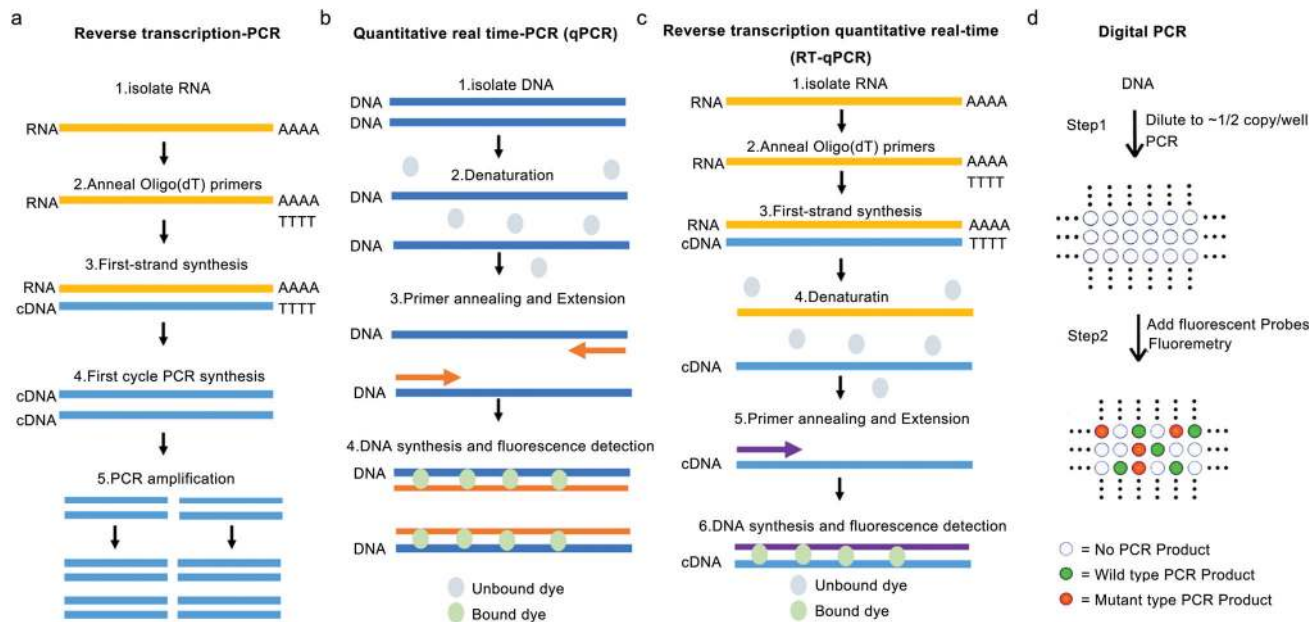 a
Reverse transcription-PCR
1.isolate RNA
RNA
AAAA
2.Anneal Oligo(dT) primers
RNA
AAAA
TTTT
3.First-strand synthesis
RNA
AAAA
cDNA
TTTT
4.First cycle PCR synthesis
cDNA
cDNA
5.PCR amplification
b
Quantitative real time-PCR (qPCR)
1.isolate DNA
DNA
DNA
2.Denaturation
DNA
DNA
3.Primer annealing and Extension
DNA
DNA
4.DNA synthesis and fluorescence detection
DNA
DNA
Unbound dye
Bound dye
c
Reverse transcription quantitative real-time
(RT-qPCR)
1.isolate RNA
RNA
AAAA
2.Anneal Oligo(dT) primers
RNA
AAAA
TTTT
3.First-strand synthesis
RNA
AAAA
cDNA
TTTT
4.Denaturatin
cDNA
5.Primer annealing and Extension
cDNA
6.DNA synthesis and fluorescence detection
cDNA
Unbound dye
Bound dye
d
Digital PCR
DNA
Step1
Dilute to ~1/2 copy/well
PCR
Step2
Add fluorescent Probes
Fluoremetry
= No PCR Product
= Wild type PCR Product
= Mutant type PCR Product